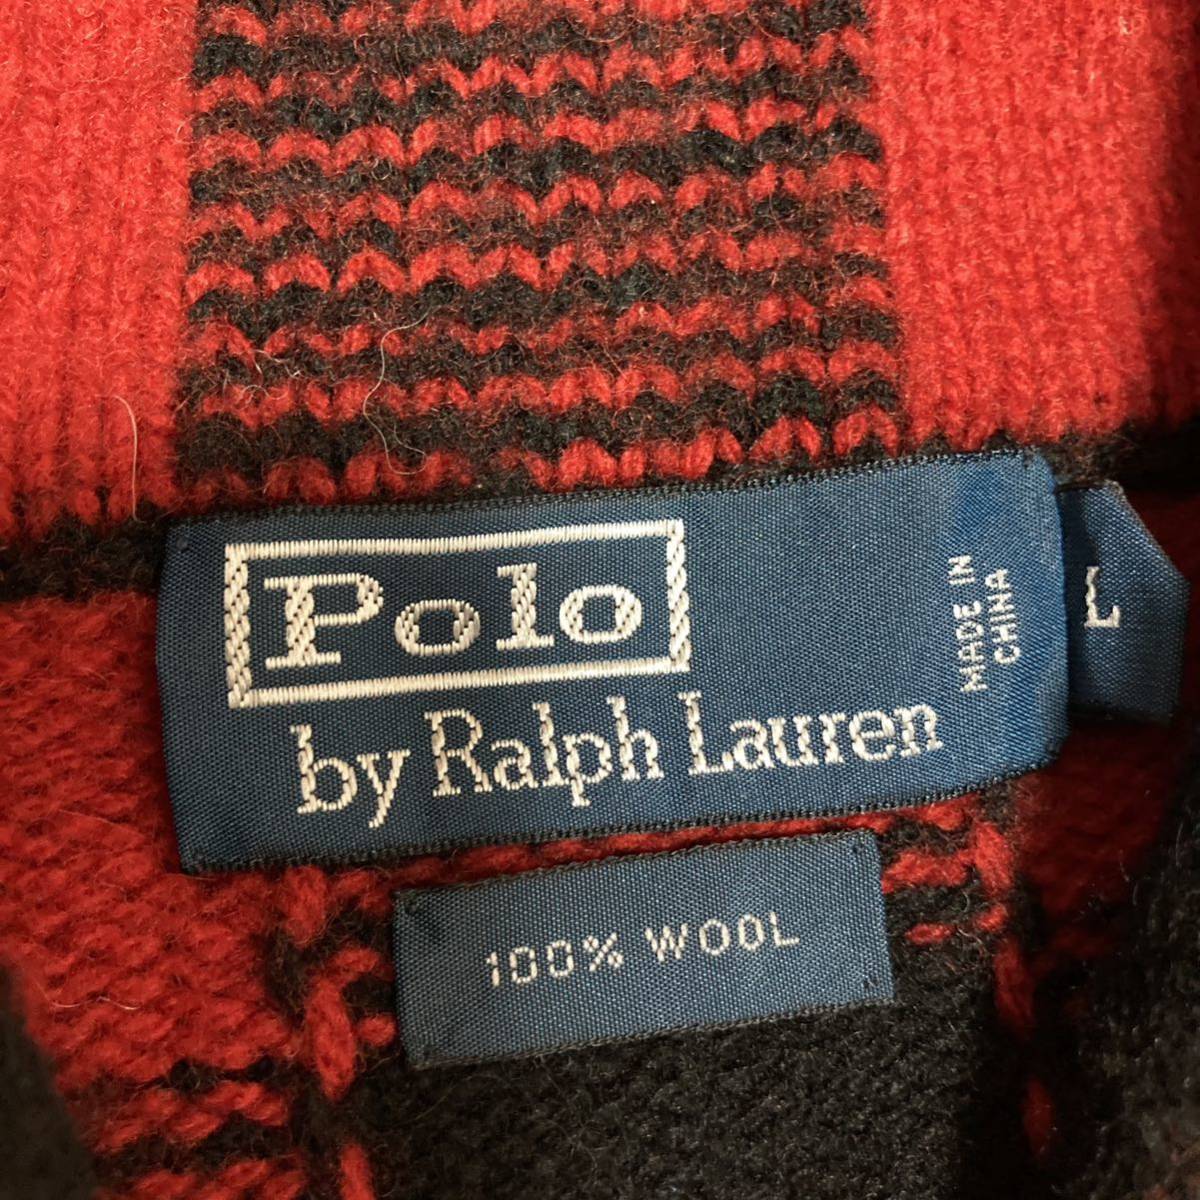 Polo
by Ralph Lauren
MADE IN
CHINA
L
100% WOOL